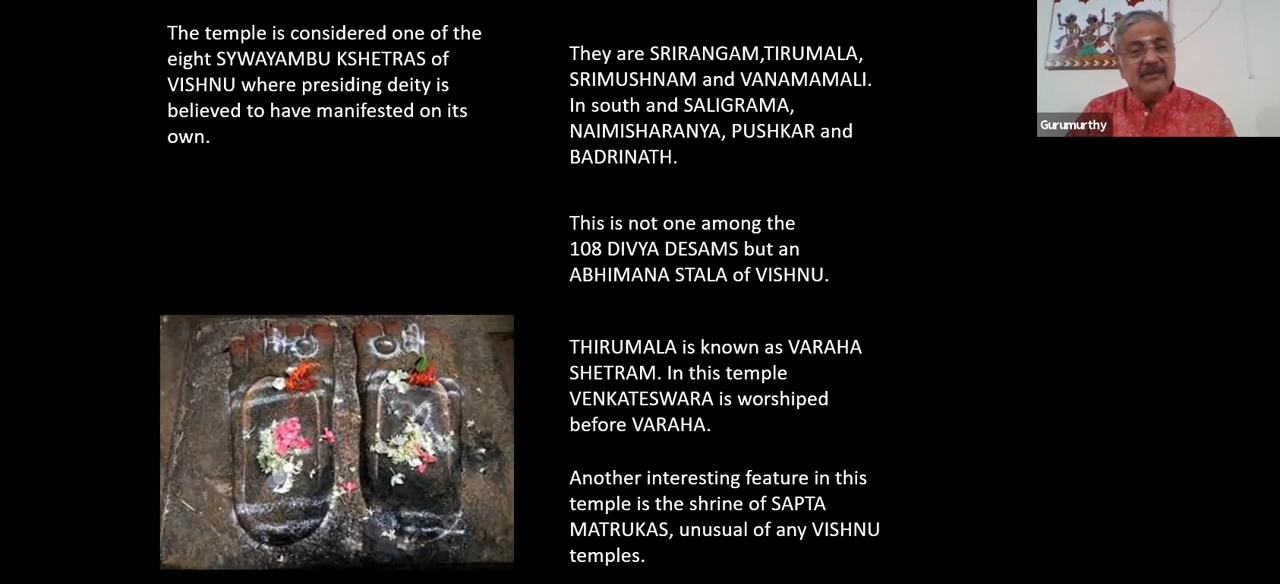 The temple is considered one of the
eight SYWAYAMBU KSHETRAS of
VISHNU where presiding deity is
believed to have manifested on its
own.
They are SRIRANGAM,TIRUMALA,
SRIMUSHNAM and VANAMAMALI.
In south and SALIGRAMA,
NAIMISHARANYA, PUSHKAR and
BADRINATH.
This is not one among the
108 DIVYA DESAMS but an
ABHIMANA STALA of VISHNU.
THIRUMALA is known as VARAHA
SHETRAM. In this temple
VENKATESWARA is worshiped
before VARAHA.
Another interesting feature in this
temple is the shrine of SAPTA
MATRUKAS, unusual of any VISHNU
temples.
Gurumurthy